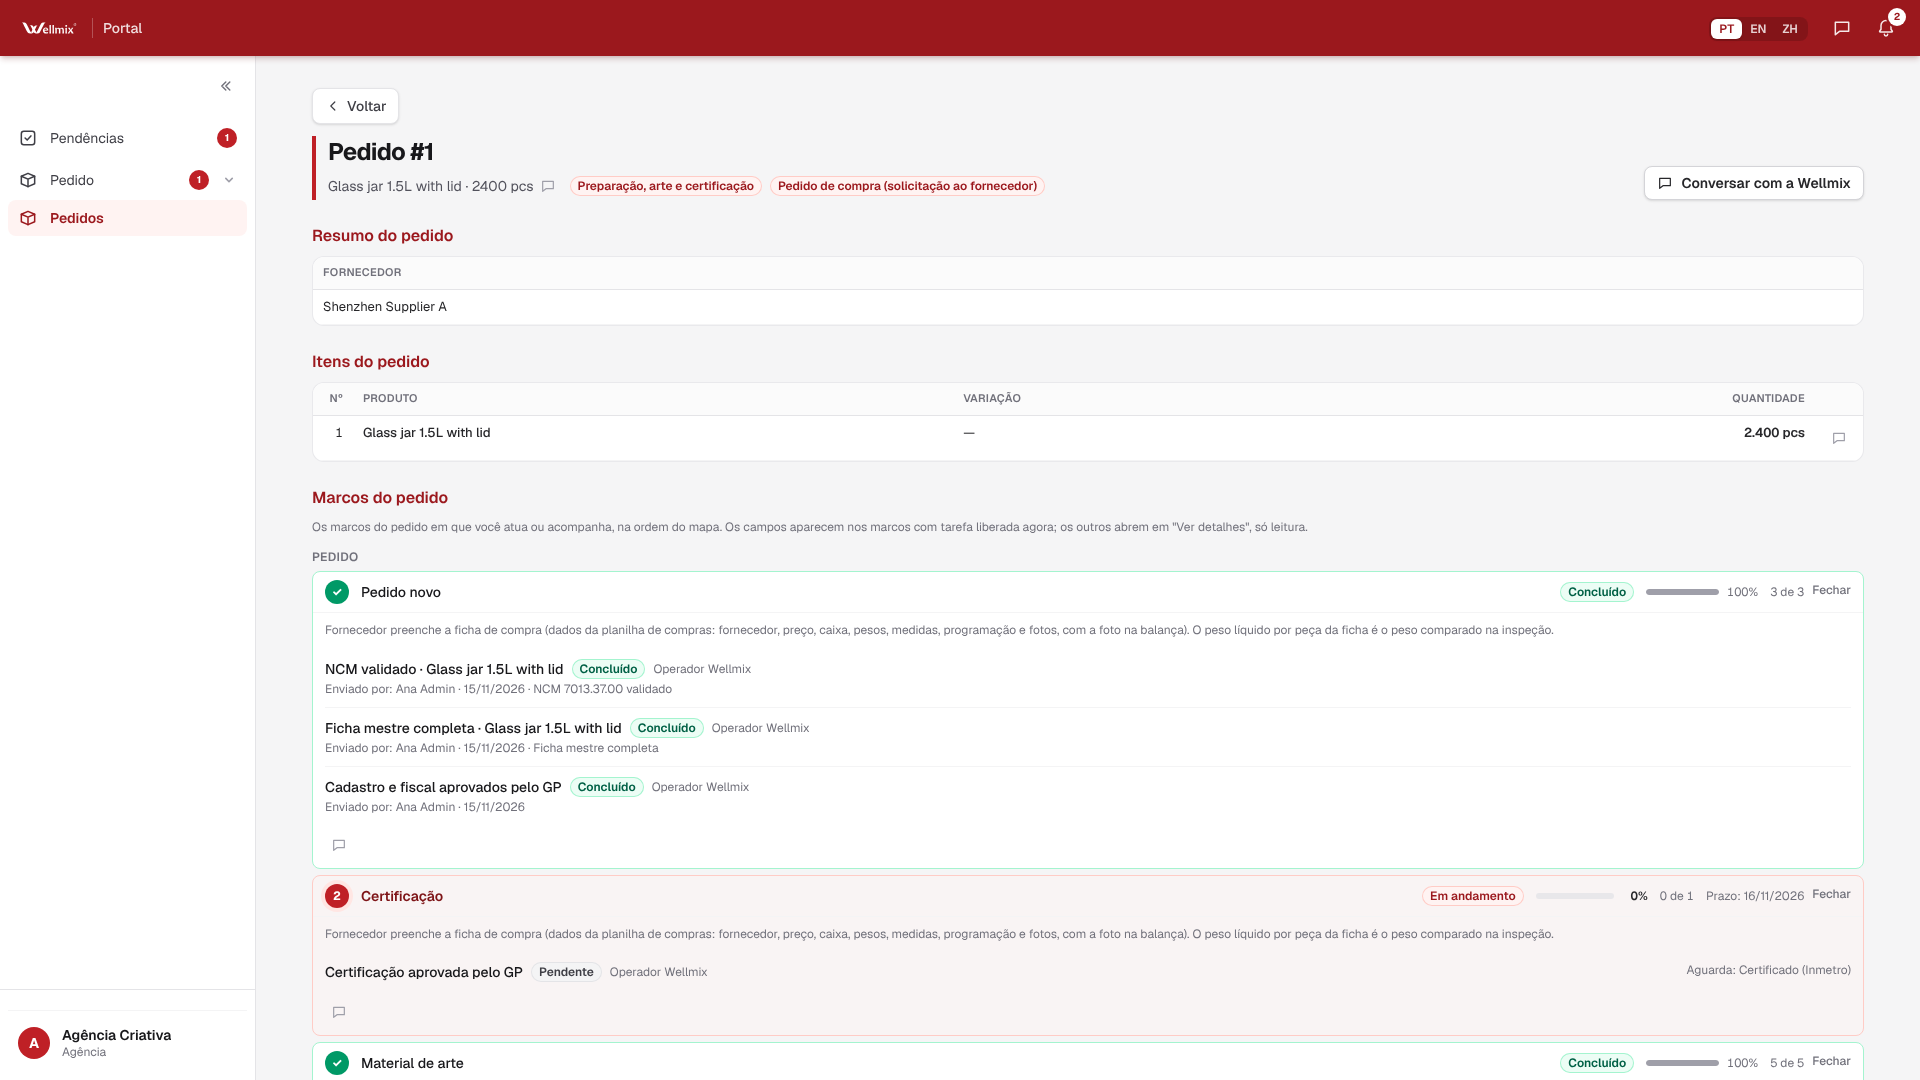 Wellmix Portal PT EN ZH 2
Pendências 1
Pedido 1
Pedidos
Agência Criativa
Agência
A
Voltar
Pedido #1
Glass jar 1.5L with lid · 2400 pcs Preparação, arte e certificação Pedido de compra (solicitação ao fornecedor)
Conversar com a Wellmix
Resumo do pedido
FORNECEDOR
Shenzhen Supplier A
Itens do pedido
Nº PRODUTO VARIAÇÃO QUANTIDADE
1 Glass jar 1.5L with lid — 2.400 pcs
Marcos do pedido
Os marcos do pedido em que você atua ou acompanha, na ordem do mapa. Os campos aparecem nos marcos com tarefa liberada agora; os outros abrem em "Ver detalhes", só leitura.
PEDIDO
Pedido novo Concluído 100% 3 de 3 Fechar
Fornecedor preenche a ficha de compra (dados da planilha de compras: fornecedor, preço, caixa, pesos, medidas, programação e fotos, com a foto na balança). O peso líquido por peça da ficha é o peso comparado na inspeção.
NCM validado · Glass jar 1.5L with lid Concluído Operador Wellmix
Enviado por: Ana Admin · 15/11/2026 · NCM 7013.37.00 validado
Ficha mestre completa · Glass jar 1.5L with lid Concluído Operador Wellmix
Enviado por: Ana Admin · 15/11/2026 · Ficha mestre completa
Cadastro e fiscal aprovados pelo GP Concluído Operador Wellmix
Enviado por: Ana Admin · 15/11/2026
2 Certificação Em andamento 0% 0 de 1 Prazo: 16/11/2026 Fechar
Fornecedor preenche a ficha de compra (dados da planilha de compras: fornecedor, preço, caixa, pesos, medidas, programação e fotos, com a foto na balança). O peso líquido por peça da ficha é o peso comparado na inspeção.
Certificação aprovada pelo GP Pendente Operador Wellmix Aguarda: Certificado (Inmetro)
Material de arte Concluído 100% 5 de 5 Fechar